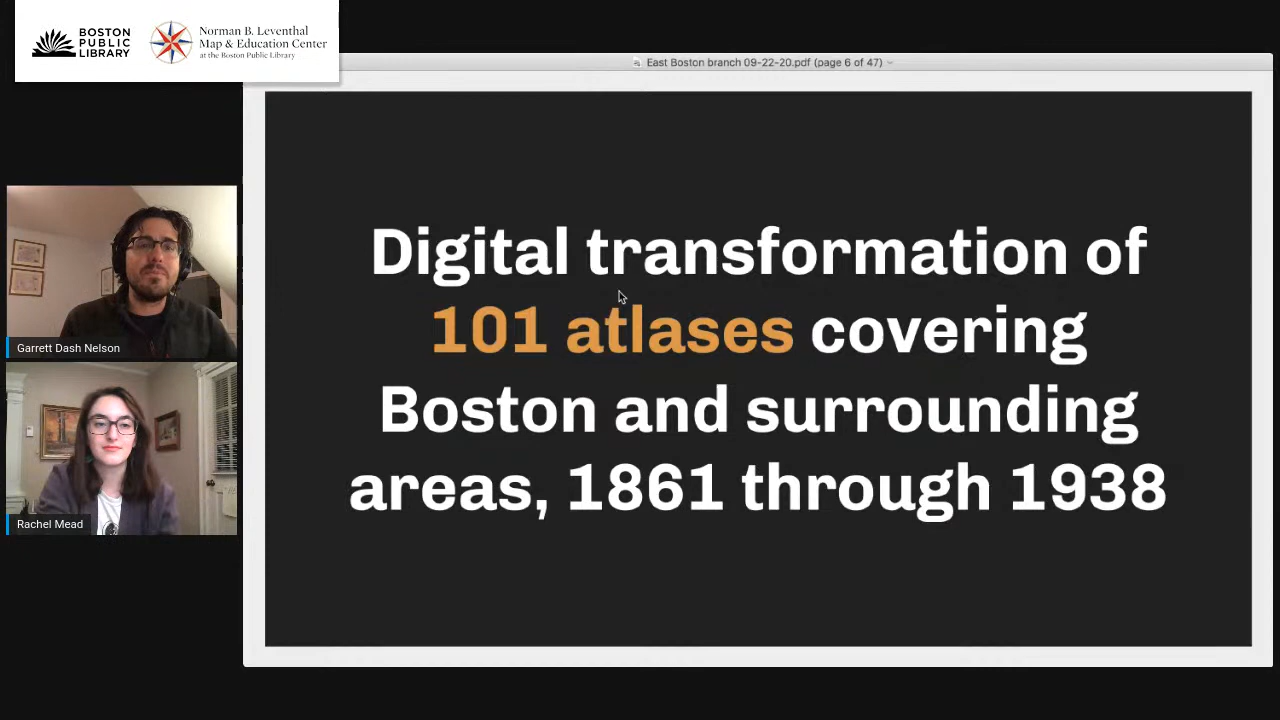 BOSTON
PUBLIC
LIBRARY
Norman B. Leventhal
Map & Education Center
at the Boston Public Library
East Boston branch 09-22-20.pdf (page 6 of 47)
Digital transformation of
101 atlases covering
Boston and surrounding
areas, 1861 through 1938
Garrett Dash Nelson
Rachel Mead